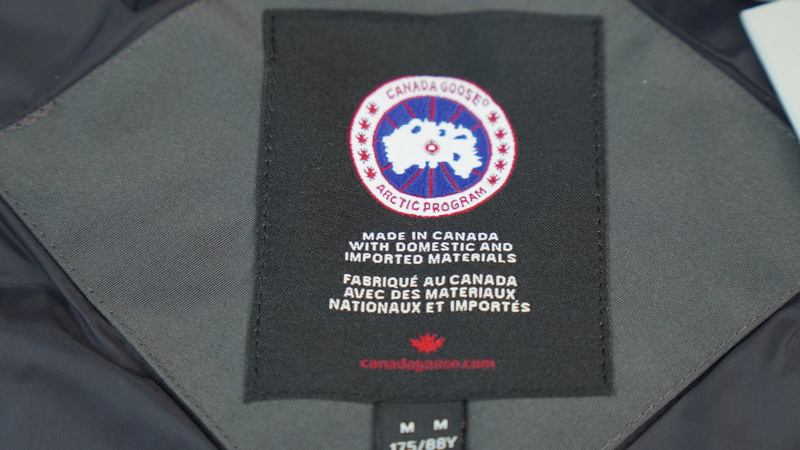 CANADA GOOSE®
ARCTIC PROGRAM
MADE IN CANADA
WITH DOMESTIC AND
IMPORTED MATERIALS
FABRIQUÉ AU CANADA
AVEC DES MATERIAUX
NATIONAUX ET IMPORTÉS
canadagoose.com
M M
175/88Y